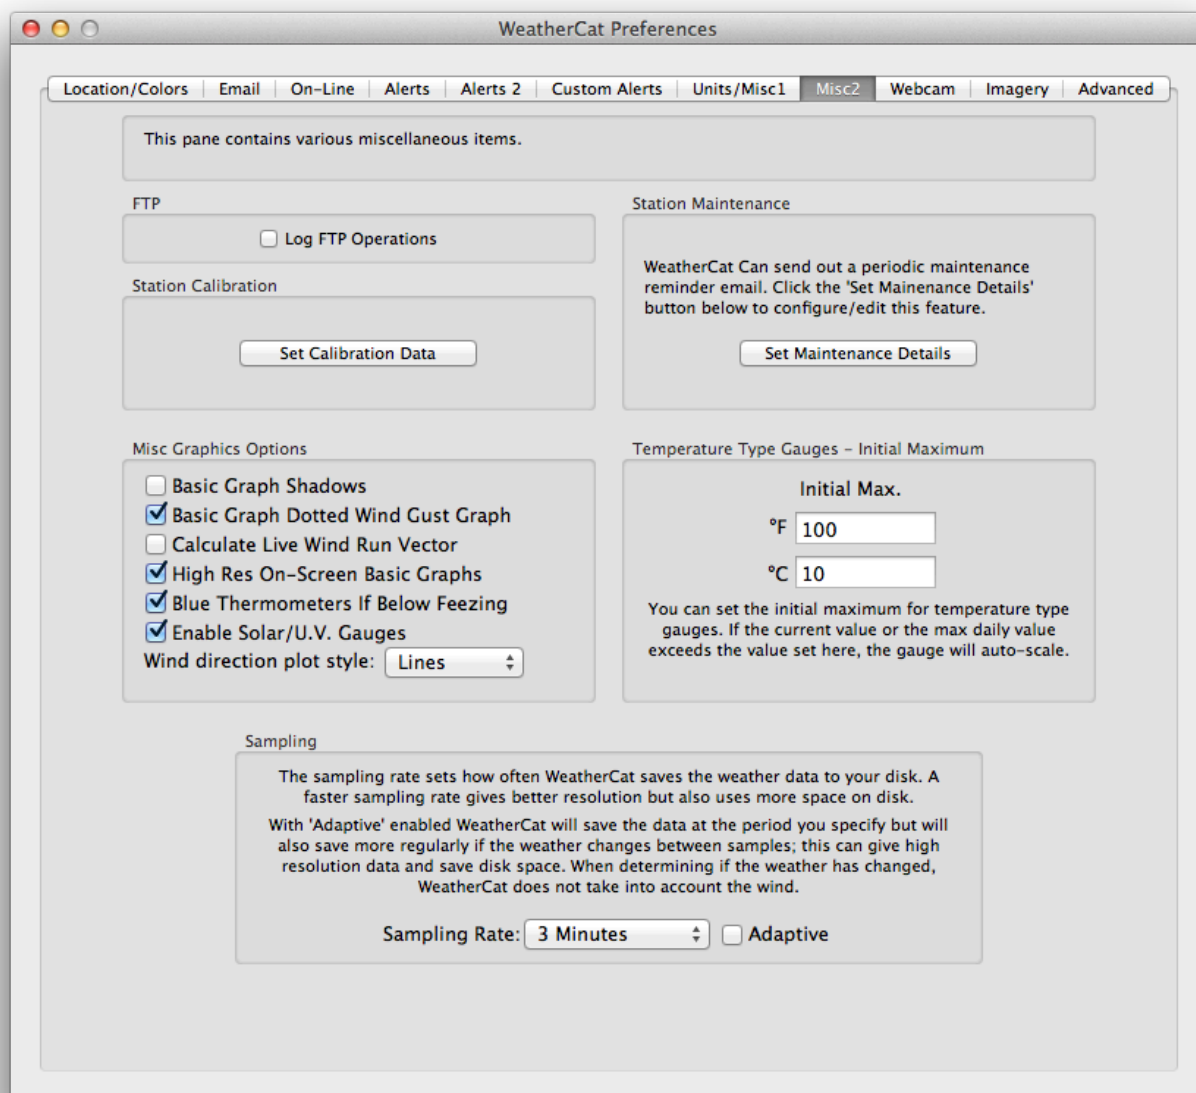 WeatherCat Preferences
Location/Colors Email On-Line Alerts Alerts 2 Custom Alerts Units/Misc1 Misc2 Webcam Imagery Advanced
This pane contains various miscellaneous items.
FTP
Log FTP Operations
Station Calibration
Set Calibration Data
Station Maintenance
WeatherCat Can send out a periodic maintenance
reminder email. Click the 'Set Mainenance Details'
button below to configure/edit this feature.
Set Maintenance Details
Misc Graphics Options
Basic Graph Shadows
Basic Graph Dotted Wind Gust Graph
Calculate Live Wind Run Vector
High Res On-Screen Basic Graphs
Blue Thermometers If Below Feezing
Enable Solar/U.V. Gauges
Wind direction plot style: Lines
Temperature Type Gauges - Initial Maximum
Initial Max.
°F 100
°C 10
You can set the initial maximum for temperature type
gauges. If the current value or the max daily value
exceeds the value set here, the gauge will auto-scale.
Sampling
The sampling rate sets how often WeatherCat saves the weather data to your disk. A
faster sampling rate gives better resolution but also uses more space on disk.
With 'Adaptive' enabled WeatherCat will save the data at the period you specify but will
also save more regularly if the weather changes between samples; this can give high
resolution data and save disk space. When determining if the weather has changed,
WeatherCat does not take into account the wind.
Sampling Rate: 3 Minutes Adaptive